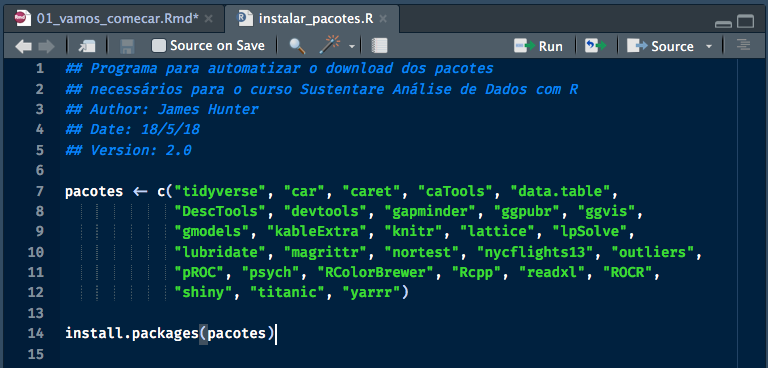 01_vamos_comecar.Rmd* × instalar_pacotes.R ×
Source on Save Run Source
1 ## Programa para automatizar o download dos pacotes
2 ## necessários para o curso Sustentare Análise de Dados com R
3 ## Author: James Hunter
4 ## Date: 18/5/18
5 ## Version: 2.0
6
7 pacotes <- c("tidyverse", "car", "caret", "caTools", "data.table",
8 "DescTools", "devtools", "gapminder", "ggpubr", "ggvis",
9 "gmodels", "kableExtra", "knitr", "lattice", "lpSolve",
10 "lubridate", "magrittr", "nortest", "nycflights13", "outliers",
11 "pROC", "psych", "RColorBrewer", "Rcpp", "readxl", "ROCR",
12 "shiny", "titanic", "yarrr")
13
14 install.packages(pacotes)
15